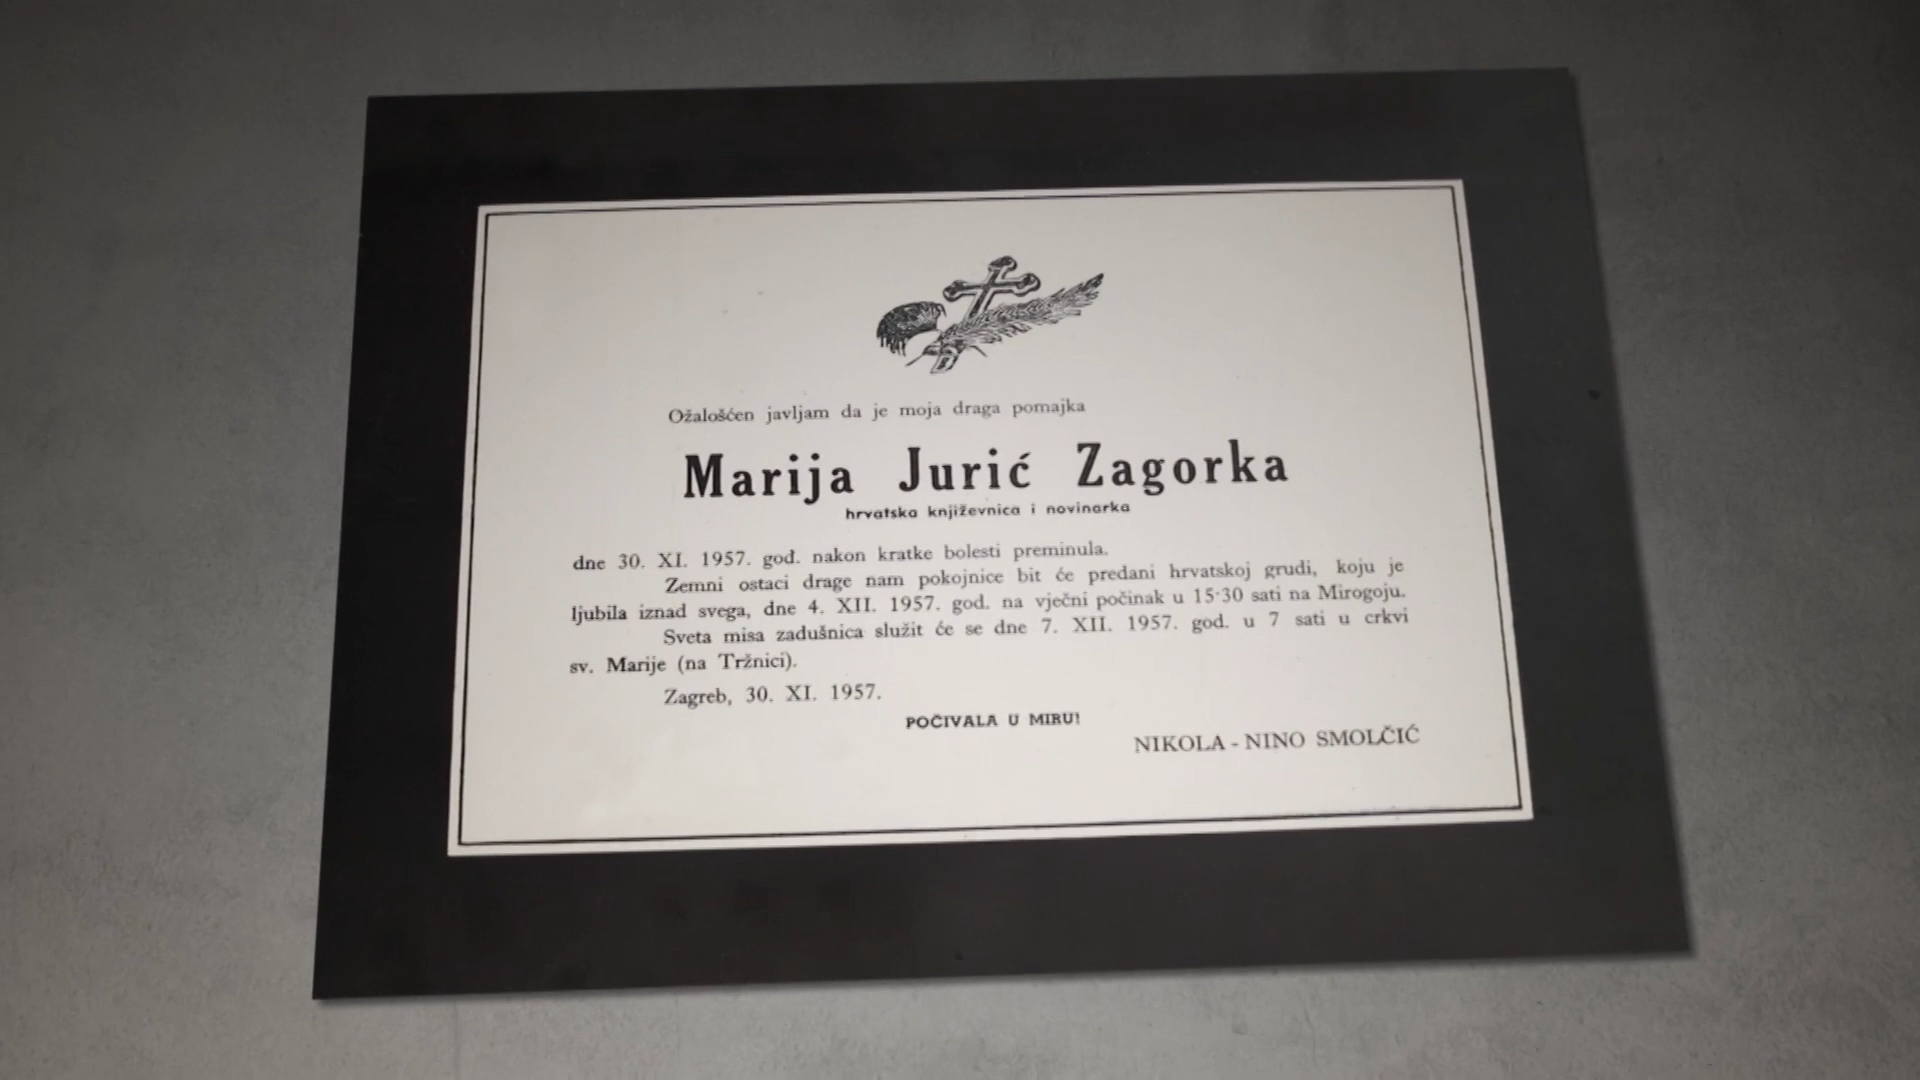 Ožalošćen javljam da je moja draga pomajka
Marija Jurić Zagorka
hrvatska književnica i novinarka
dne 30. XI. 1957. god. nakon kratke bolesti preminula.
Zemni ostaci drage nam pokojnice bit će predani hrvatskoj grudi, koju je
ljubila iznad svega, dne 4. XII. 1957. god. na vječni počinak u 15·30 sati na Mirogoju.
Sveta misa zadušnica služit će se dne 7. XII. 1957. god. u 7 sati u crkvi
sv. Marije (na Tržnici).
Zagreb, 30. XI. 1957.
POČIVALA U MIRU!
NIKOLA - NINO SMOLČIĆ